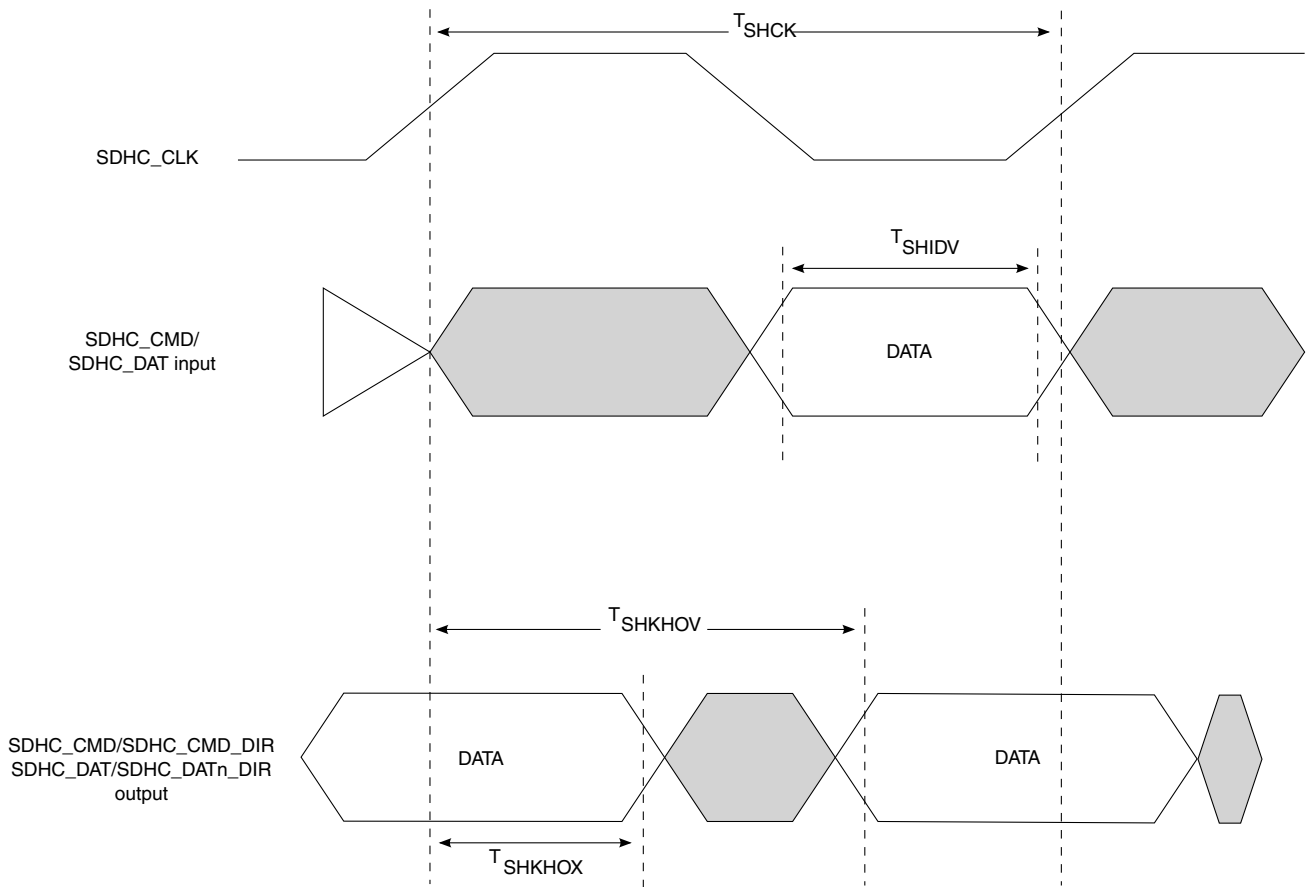 TSHCK
SDHC_CLK
TSHIDV
SDHC_CMD/
SDHC_DAT input
DATA
TSHKHOV
SDHC_CMD/SDHC_CMD_DIR
SDHC_DAT/SDHC_DATn_DIR
output
DATA
DATA
TSHKHOX